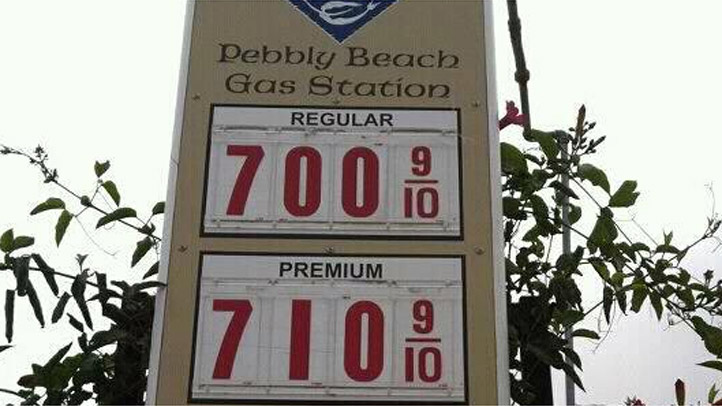 Pebbly Beach
Gas Station
REGULAR
700 9/10
PREMIUM
710 9/10